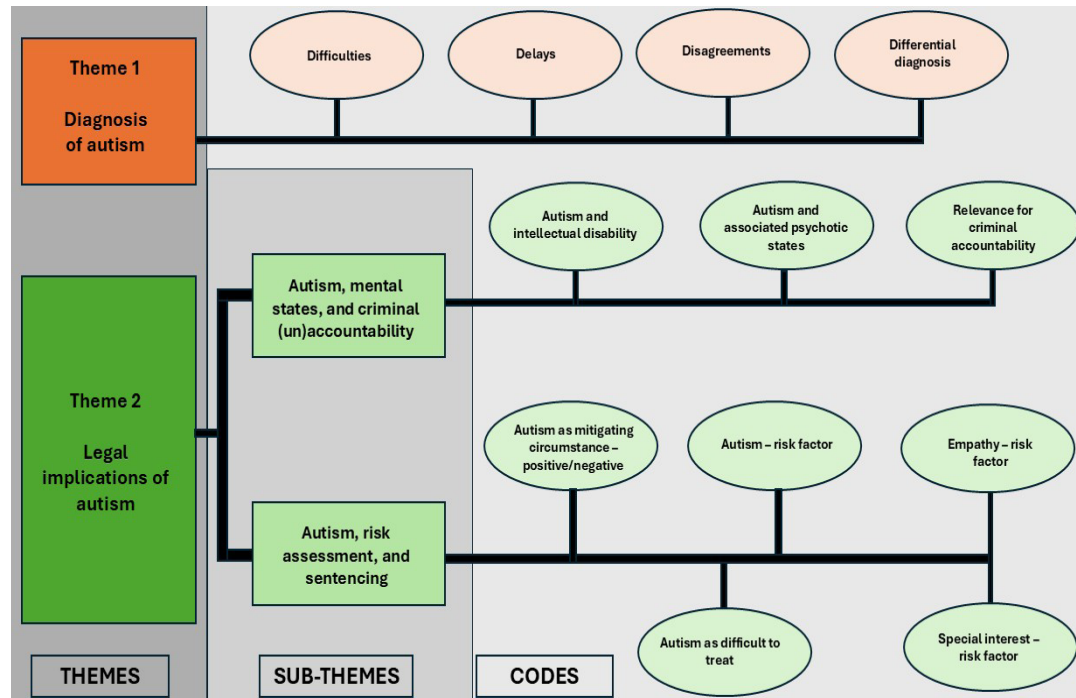 Theme 1
Diagnosis
of autism
Difficulties
Delays
Disagreements
Differential
diagnosis
Theme 2
Legal
implications of
autism
Autism, mental
states, and criminal
(un)accountability
Autism and
intellectual disability
Autism and
associated psychotic
states
Relevance for
criminal
accountability
Autism, risk
assessment, and
sentencing
Autism as mitigating
circumstance –
positive/negative
Autism – risk factor
Empathy – risk
factor
Autism as difficult to
treat
Special interest –
risk factor
THEMES
SUB-THEMES
CODES